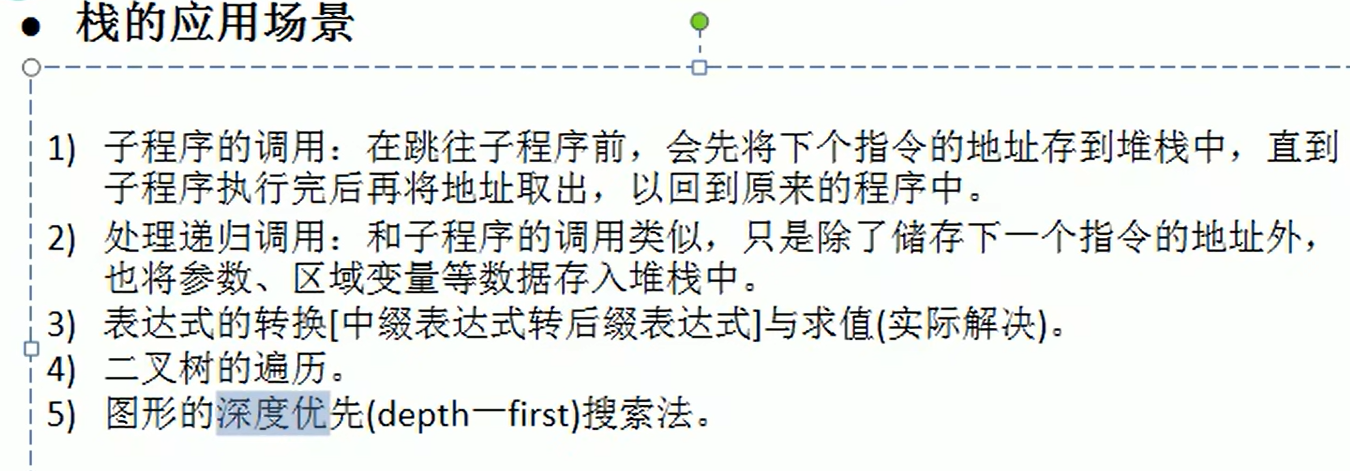 ● 栈的应用场景
1) 子程序的调用：在跳往子程序前，会先将下个指令的地址存到堆栈中，直到
子程序执行完后再将地址取出，以回到原来的程序中。
2) 处理递归调用：和子程序的调用类似，只是除了储存下一个指令的地址外，
也将参数、区域变量等数据存入堆栈中。
3) 表达式的转换[中缀表达式转后缀表达式]与求值(实际解决)。
4) 二叉树的遍历。
5) 图形的深度优先(depth一first)搜索法。